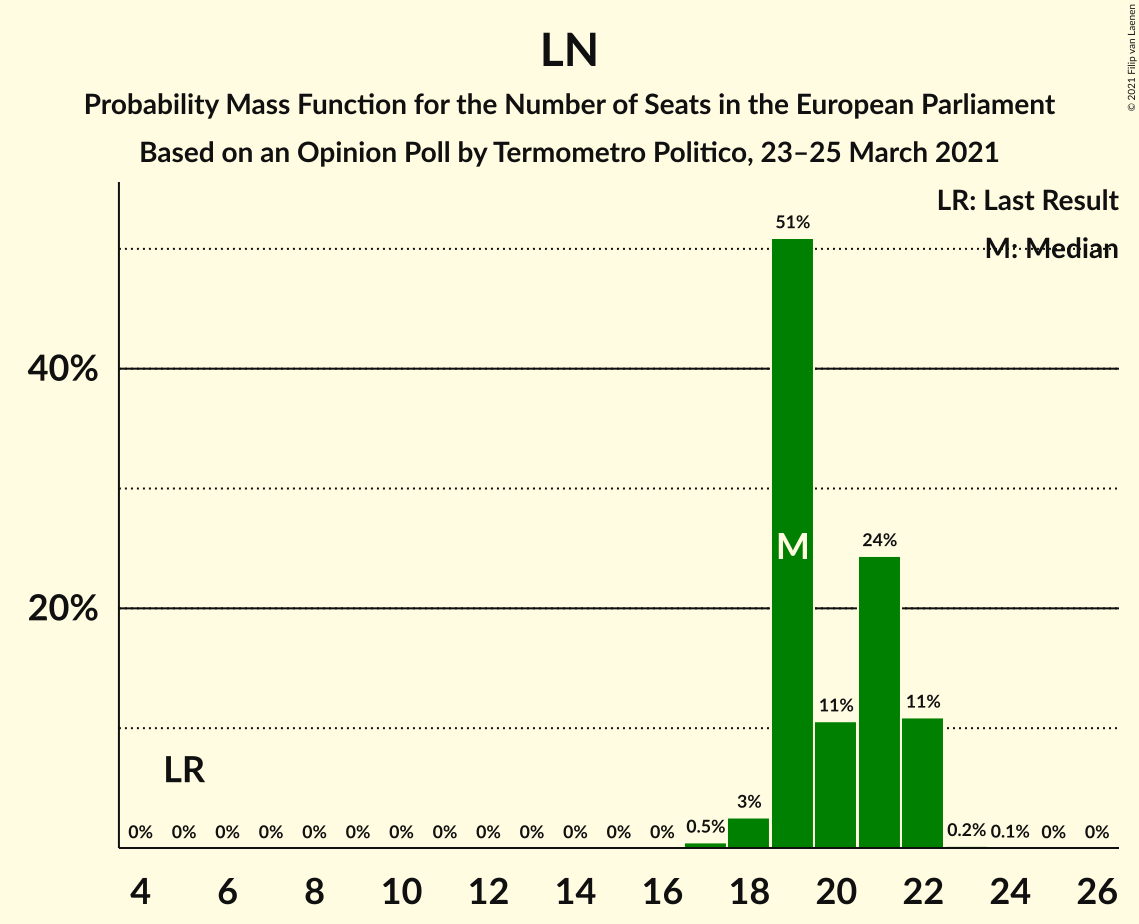 LN
Probability Mass Function for the Number of Seats in the European Parliament
Based on an Opinion Poll by Termometro Politico, 23–25 March 2021
© 2021 Filip van Laenen
LR: Last Result
M: Median
40%
20%
51%
M
24%
11%
11%
LR
0% 0% 0% 0% 0% 0% 0% 0% 0% 0% 0% 0% 0% 0.5% 3% 0.2% 0.1% 0% 0%
4 6 8 10 12 14 16 18 20 22 24 26